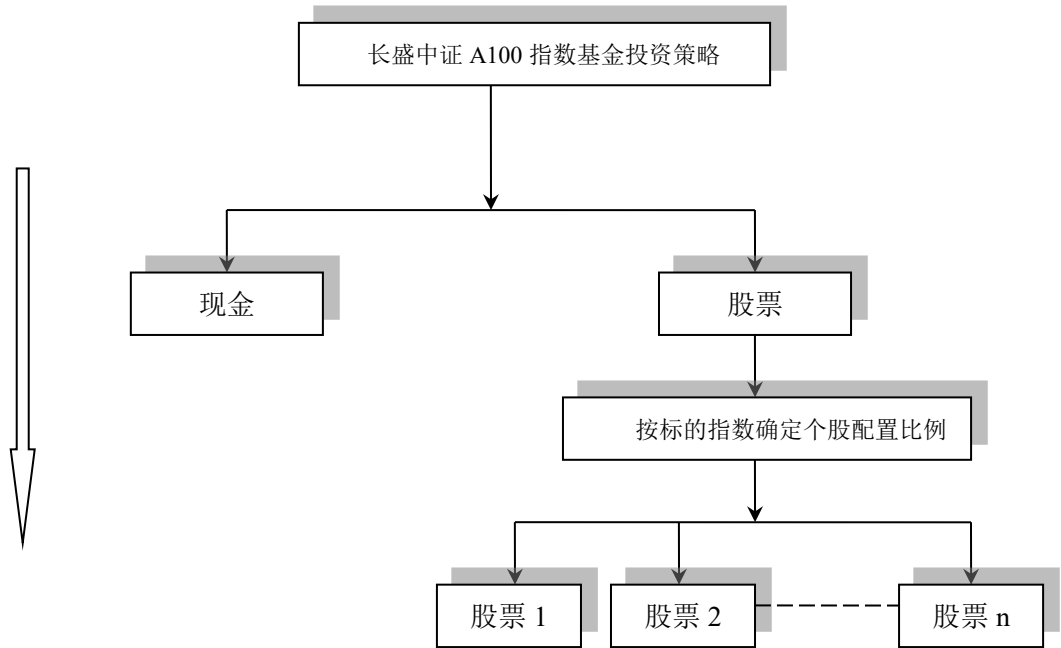 长盛中证 A100 指数基金投资策略
现金
股票
按标的指数确定个股配置比例
股票 1
股票 2
股票 n